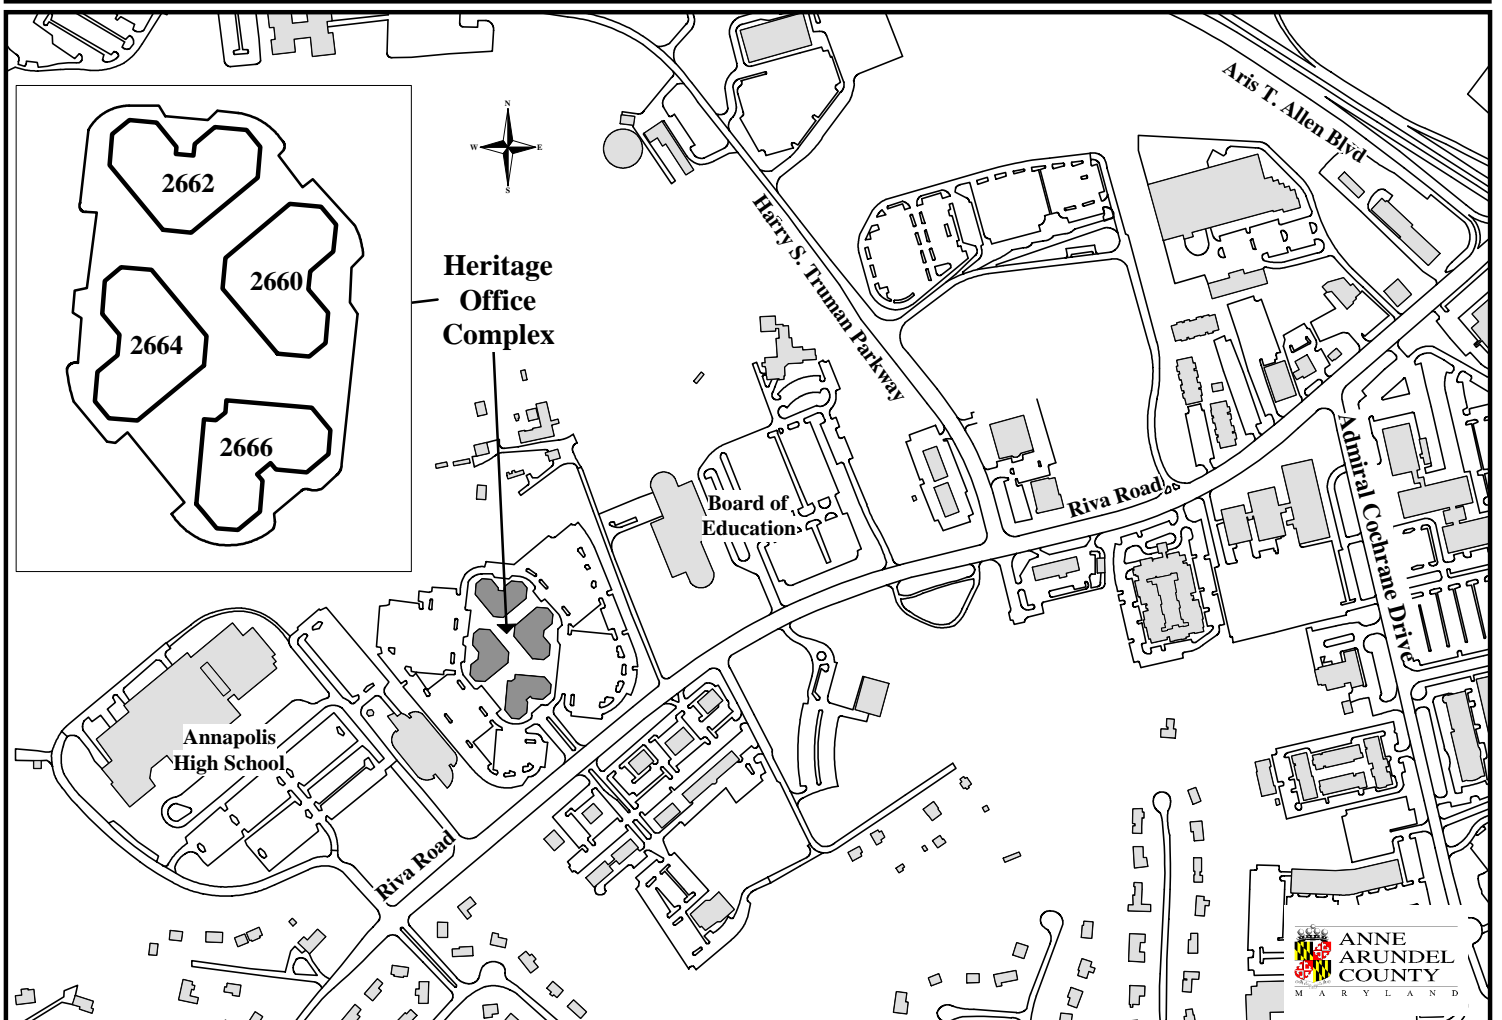 Aris T. Allen Blvd
2662
N
W
E
S
2660
Harry S. Truman Parkway
Heritage
Office
Complex
2664
2666
Admiral Cochrane Drive
Riva Road
Board of
Education
Annapolis
High School
Riva Road
ANNE
ARUNDEL
COUNTY
MARYLAND